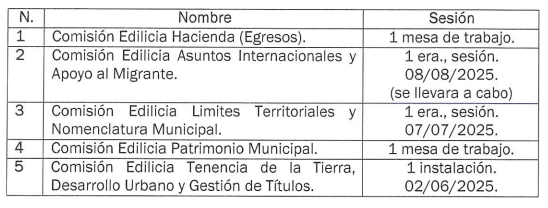 N. Nombre Sesión
1 Comisión Edilicia Hacienda (Egresos). 1 mesa de trabajo.
2 Comisión Edilicia Asuntos Internacionales y 1 era., sesión.
Apoyo al Migrante. 08/08/2025.
(se llevara a cabo)
3 Comisión Edilicia Limites Territoriales y 1 era., sesión.
Nomenclatura Municipal. 07/07/2025.
4 Comisión Edilicia Patrimonio Municipal. 1 mesa de trabajo.
5 Comisión Edilicia Tenencia de la Tierra, 1 instalación.
Desarrollo Urbano y Gestión de Títulos. 02/06/2025.